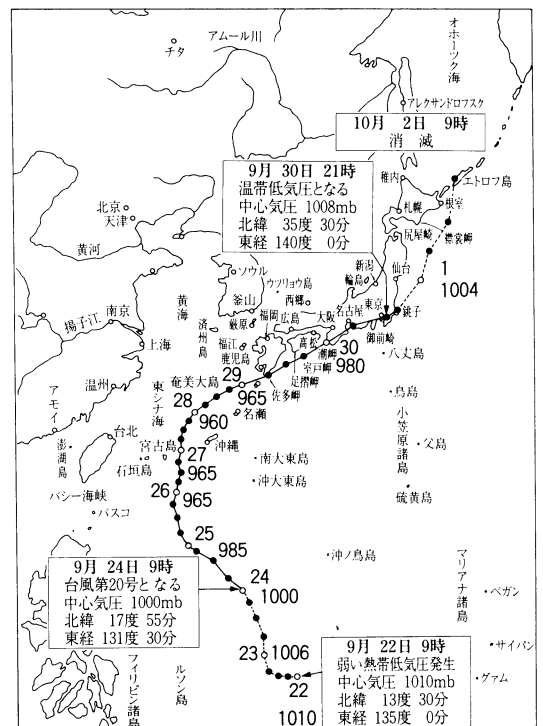 オホーツク海
アムール川
チタ
アレクサンドロフスク
10月 2日 9時
消滅
9月 30日 21時
温帯低気圧となる
中心気圧 1008mb
北緯 35度 30分
東経 140度 0分
稚内
エトロフ島
札幌
根室
尻屋崎
襟裳岬
北京
天津
黄河
ソウル
ウツリョウ島
新潟
輪島
仙台
1
1004
黄海
釜山
西郷
東京
銚子
名古屋
南京
揚子江
済州島
厳原
福岡
広島
大阪
御前崎
上海
福江
高松
潮岬
30
980
八丈島
鹿児島
室戸岬
足摺岬
温州
東シナ海
奄美大島
29
965
佐多岬
鳥島
アモイ
28
960
名瀬
小笠原諸島
台北
澎湖島
宮古島
沖縄
27
父島
石垣島
965
南大東島
沖大東島
バシー海峡
26
965
硫黄島
バスコ
25
985
沖ノ鳥島
マリアナ諸島
9月 24日 9時
台風第20号となる
中心気圧 1000mb
北緯 17度 55分
東経 131度 30分
24
1000
ペガン
23
1006
サイパン
9月 22日 9時
弱い熱帯低気圧発生
中心気圧 1010mb
北緯 13度 30分
東経 135度 0分
22
1010
グァム
フィリピン諸島
ルソン島